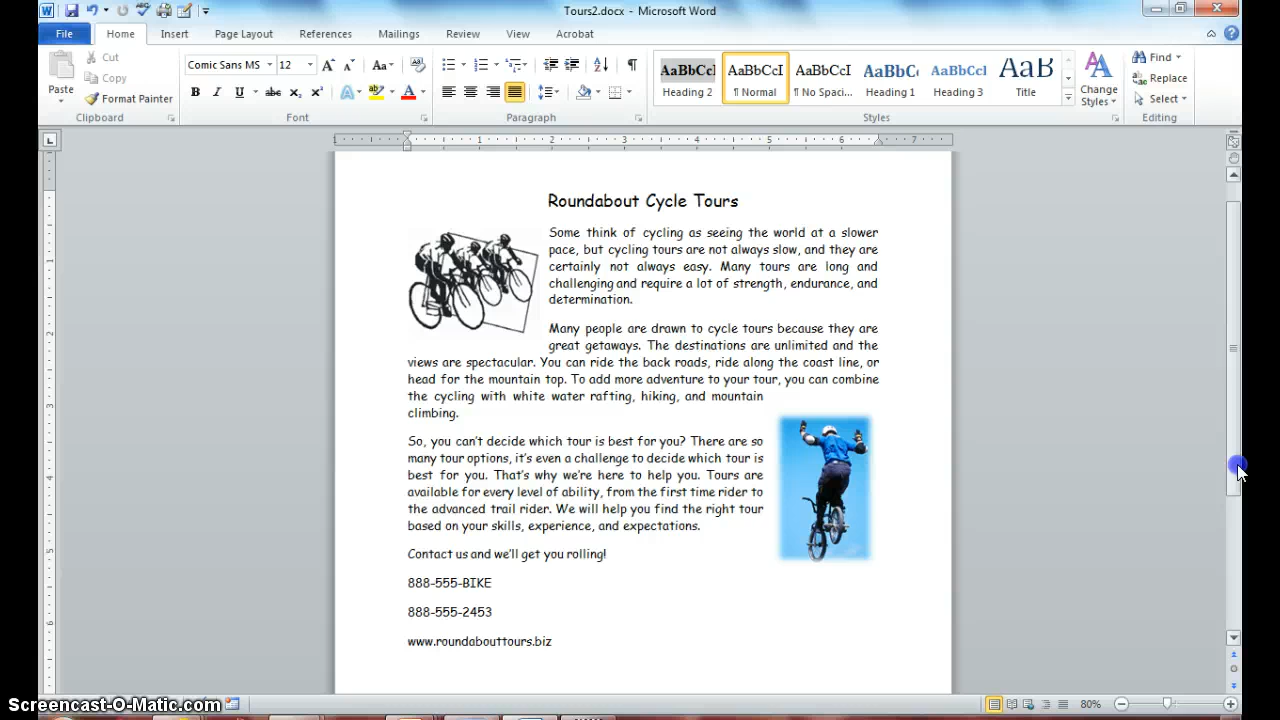 Tours2.docx - Microsoft Word
File Home Insert Page Layout References Mailings Review View Acrobat
Paste
Cut
Copy
Format Painter
Clipboard
Comic Sans MS 12
Font
Paragraph
AaBbCcI AaBbCcI AaBbCcI AaBbCc AaBbCcI AaB
Heading 2 ¶ Normal ¶ No Spaci... Heading 1 Heading 3 Title
Change Styles
Styles
Find
Replace
Select
Editing
1 1 2 3 4 5 6 7
Roundabout Cycle Tours
Some think of cycling as seeing the world at a slower
pace, but cycling tours are not always slow, and they are
certainly not always easy. Many tours are long and
challenging and require a lot of strength, endurance, and
determination.
Many people are drawn to cycle tours because they are
great getaways. The destinations are unlimited and the
views are spectacular. You can ride the back roads, ride along the coast line, or
head for the mountain top. To add more adventure to your tour, you can combine
the cycling with white water rafting, hiking, and mountain
climbing.
So, you can't decide which tour is best for you? There are so
many tour options, it's even a challenge to decide which tour is
best for you. That's why we're here to help you. Tours are
available for every level of ability, from the first time rider to
the advanced trail rider. We will help you find the right tour
based on your skills, experience, and expectations.
Contact us and we'll get you rolling!
888-555-BIKE
888-555-2453
www.roundabouttours.biz
Screencast-O-Matic.com
80%